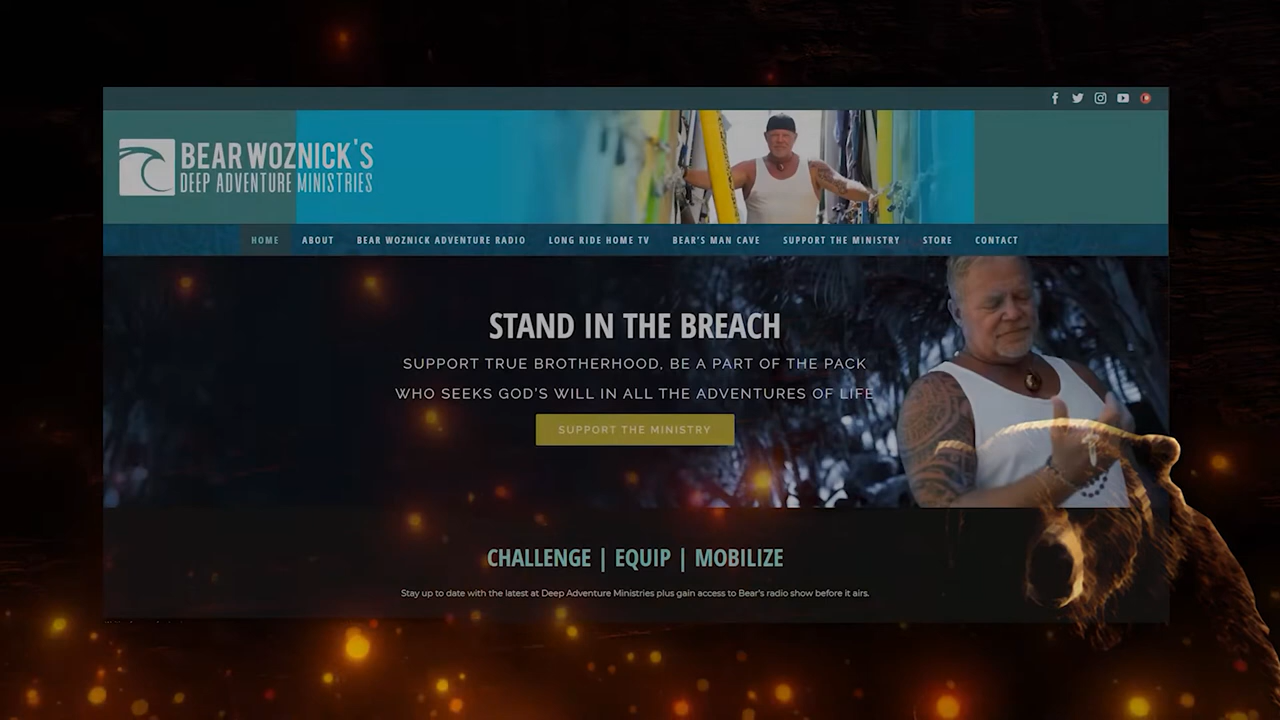 BEAR WOZNICK'S
DEEP ADVENTURE MINISTRIES
HOME ABOUT BEAR WOZNICK ADVENTURE RADIO LONG RIDE HOME TV BEAR'S MAN CAVE SUPPORT THE MINISTRY STORE CONTACT
STAND IN THE BREACH
SUPPORT TRUE BROTHERHOOD, BE A PART OF THE PACK
WHO SEEKS GOD'S WILL IN ALL THE ADVENTURES OF LIFE
SUPPORT THE MINISTRY
CHALLENGE | EQUIP | MOBILIZE
Stay up to date with the latest at Deep Adventure Ministries plus gain access to Bear's radio show before it airs.